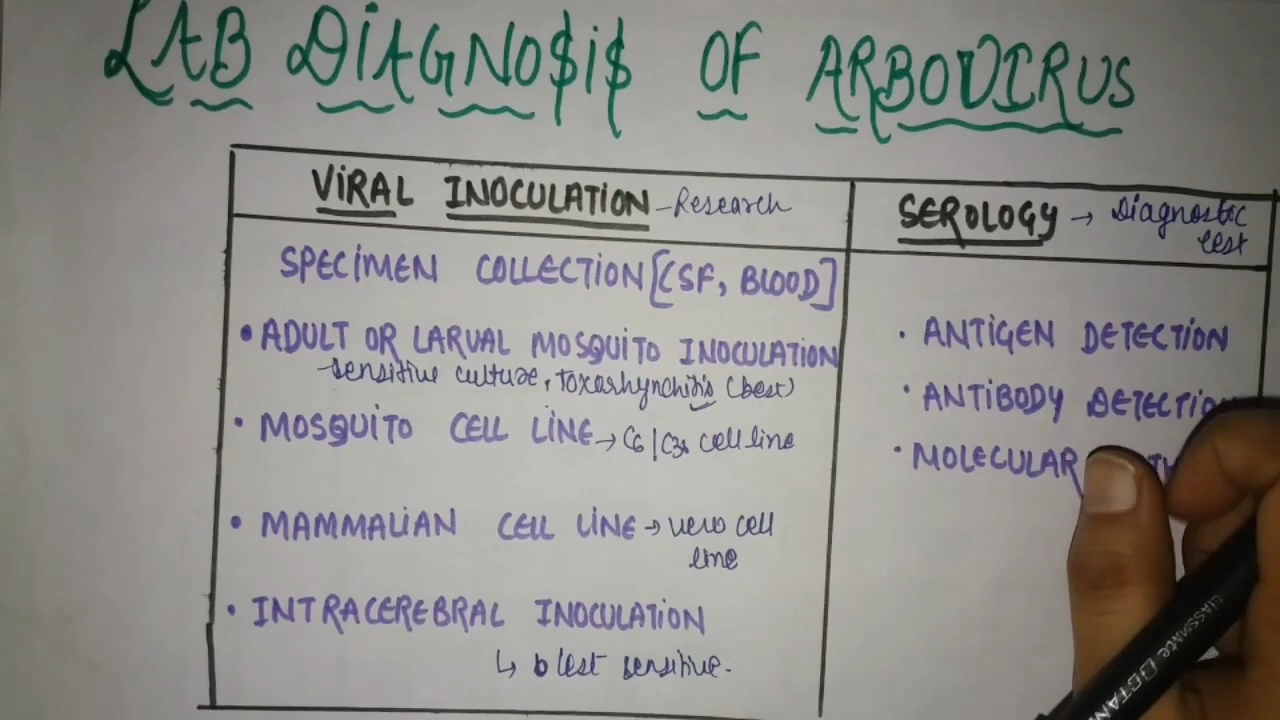 LAB DIAGNO$i$ OF ARBOVIRUS
ViRAL INOCULATION - Research
SEROLOGY → Diagnostic
test
SPECiMEN COLLECTION [CSF, BLOOD]
• ADULT OR LARVAL MOSQUiTO INOCULATiON
- sensitive culture, toxorhynchitis (best)
• MOSQUiTO CELL LINE → C6/C36 cell line
• MAMMALiAN CELL LiNE → vero cell
line
• INTRACEREBRAL INOCULATION
↳ least sensitive.
• ANTiGEN DETECTiON
• ANTiBODY DETECTiO
• MOLECULAR